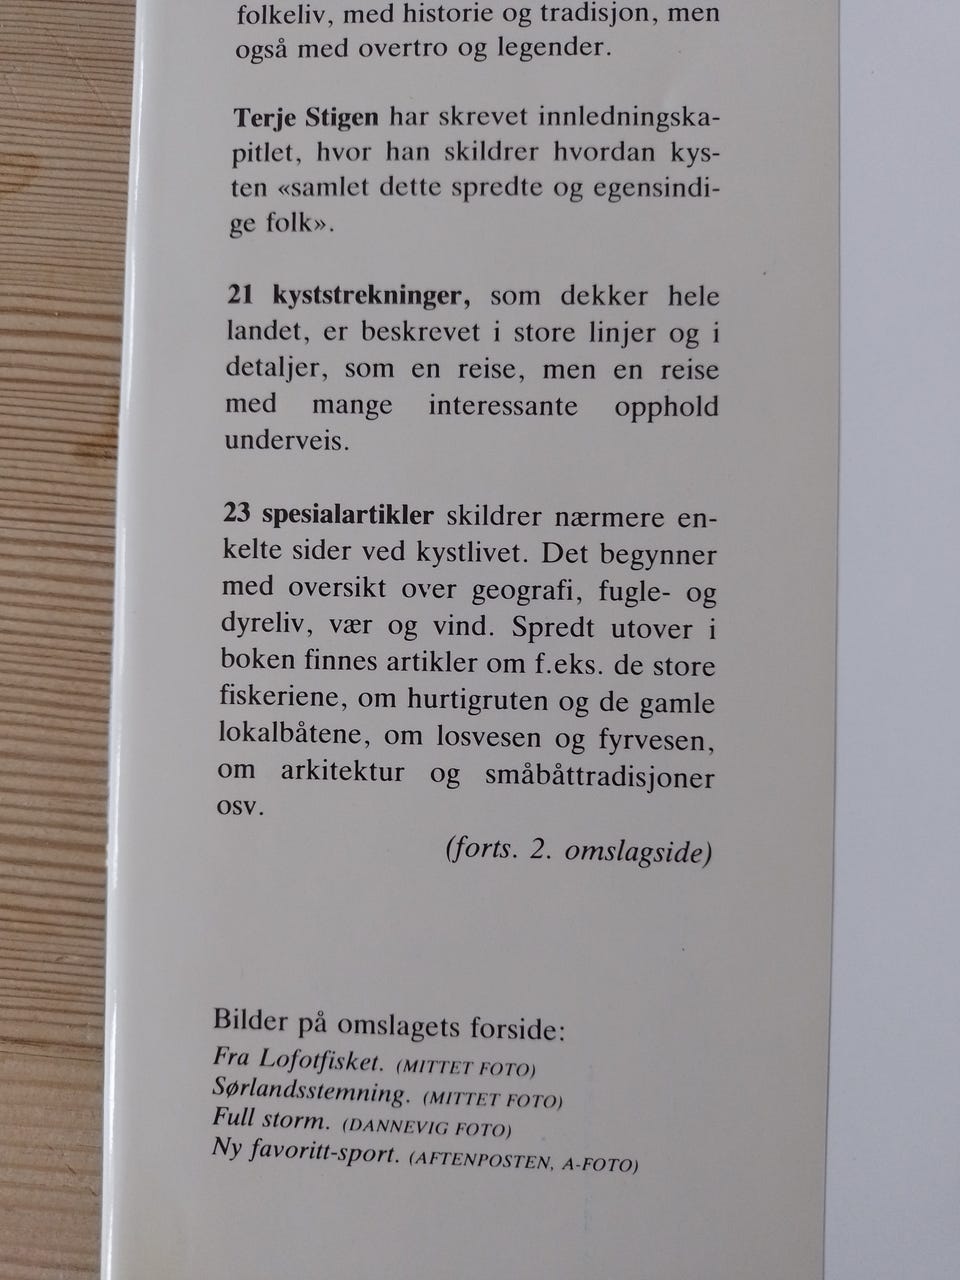 folkeliv, med historie og tradisjon, men
også med overtro og legender.
Terje Stigen har skrevet innledningska-
pitlet, hvor han skildrer hvordan kys-
ten «samlet dette spredte og egensindi-
ge folk».
21 kyststrekninger, som dekker hele
landet, er beskrevet i store linjer og i
detaljer, som en reise, men en reise
med mange interessante opphold
underveis.
23 spesialartikler skildrer nærmere en-
kelte sider ved kystlivet. Det begynner
med oversikt over geografi, fugle- og
dyreliv, vær og vind. Spredt utover i
boken finnes artikler om f.eks. de store
fiskeriene, om hurtigruten og de gamle
lokalbåtene, om losvesen og fyrvesen,
om arkitektur og småbåttradisjoner
osv.
(forts. 2. omslagside)
Bilder på omslagets forside:
Fra Lofotfisket. (MITTET FOTO)
Sørlandsstemning. (MITTET FOTO)
Full storm. (DANNEVIG FOTO)
Ny favoritt-sport. (AFTENPOSTEN, A-FOTO)